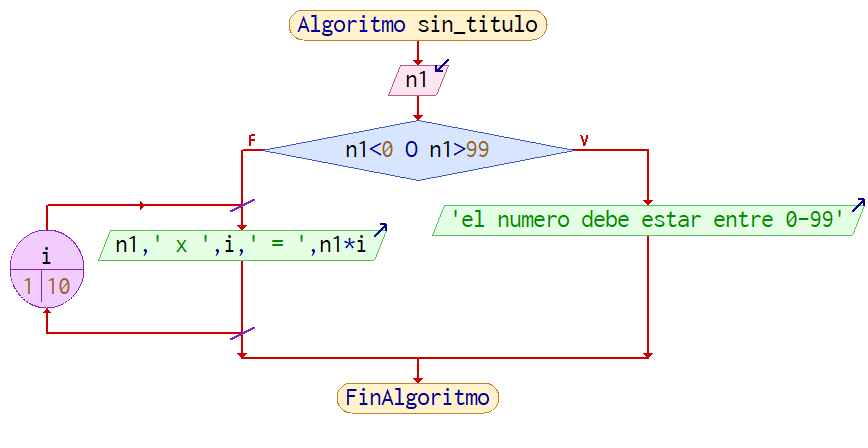 Algoritmo sin_titulo
n1
n1<0 O n1>99
F
V
n1,' x ',i,' = ',n1*i
'el numero debe estar entre 0-99'
i
1 10
FinAlgoritmo